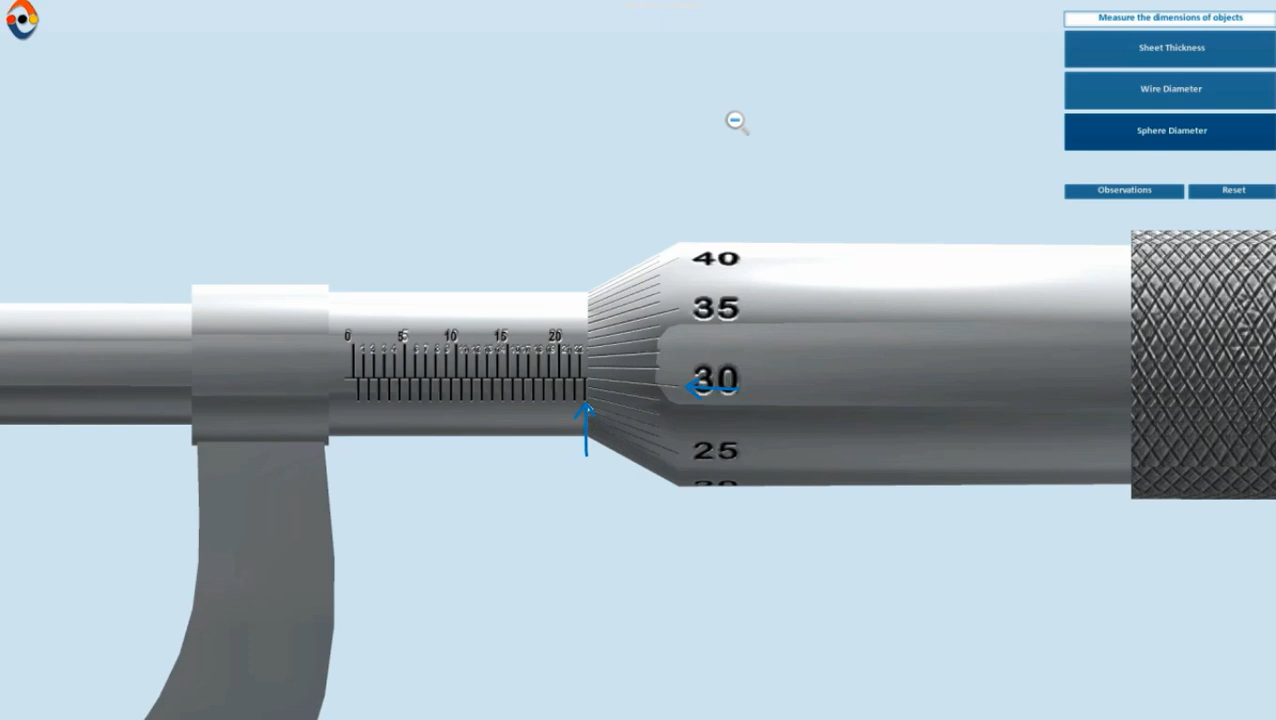 Measure the dimensions of objects
Sheet Thickness
Wire Diameter
Sphere Diameter
Observations Reset
40
35
30
25
0 5 10 15 20